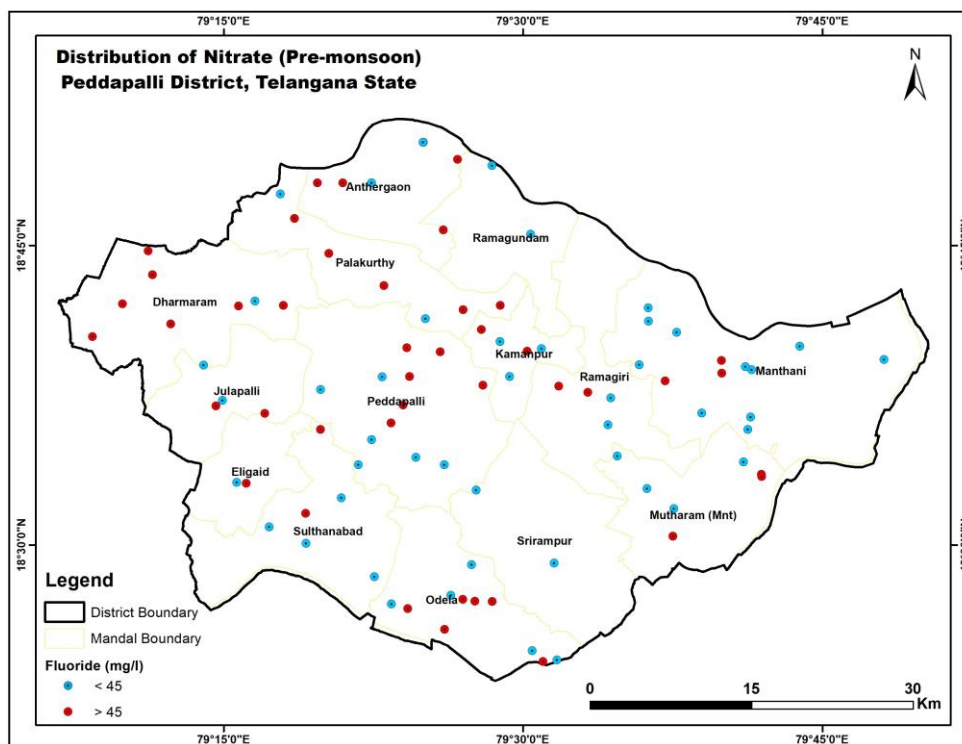 79°15'0"E 79°30'0"E 79°45'0"E
Distribution of Nitrate (Pre-monsoon)
Peddapalli District, Telangana State
N
Anthergaon
Ramagundam
18°45'0"N
Palakurthy
Dharmaram
Kamanpur
Ramagiri
Manthani
Julapalli
Peddapalli
Eligaid
Mutharam (Mnt)
Sulthanabad
Srirampur
18°30'0"N
Odela
Legend
District Boundary
Mandal Boundary
Fluoride (mg/l)
< 45
> 45
0 15 30
Km
79°15'0"E 79°30'0"E 79°45'0"E